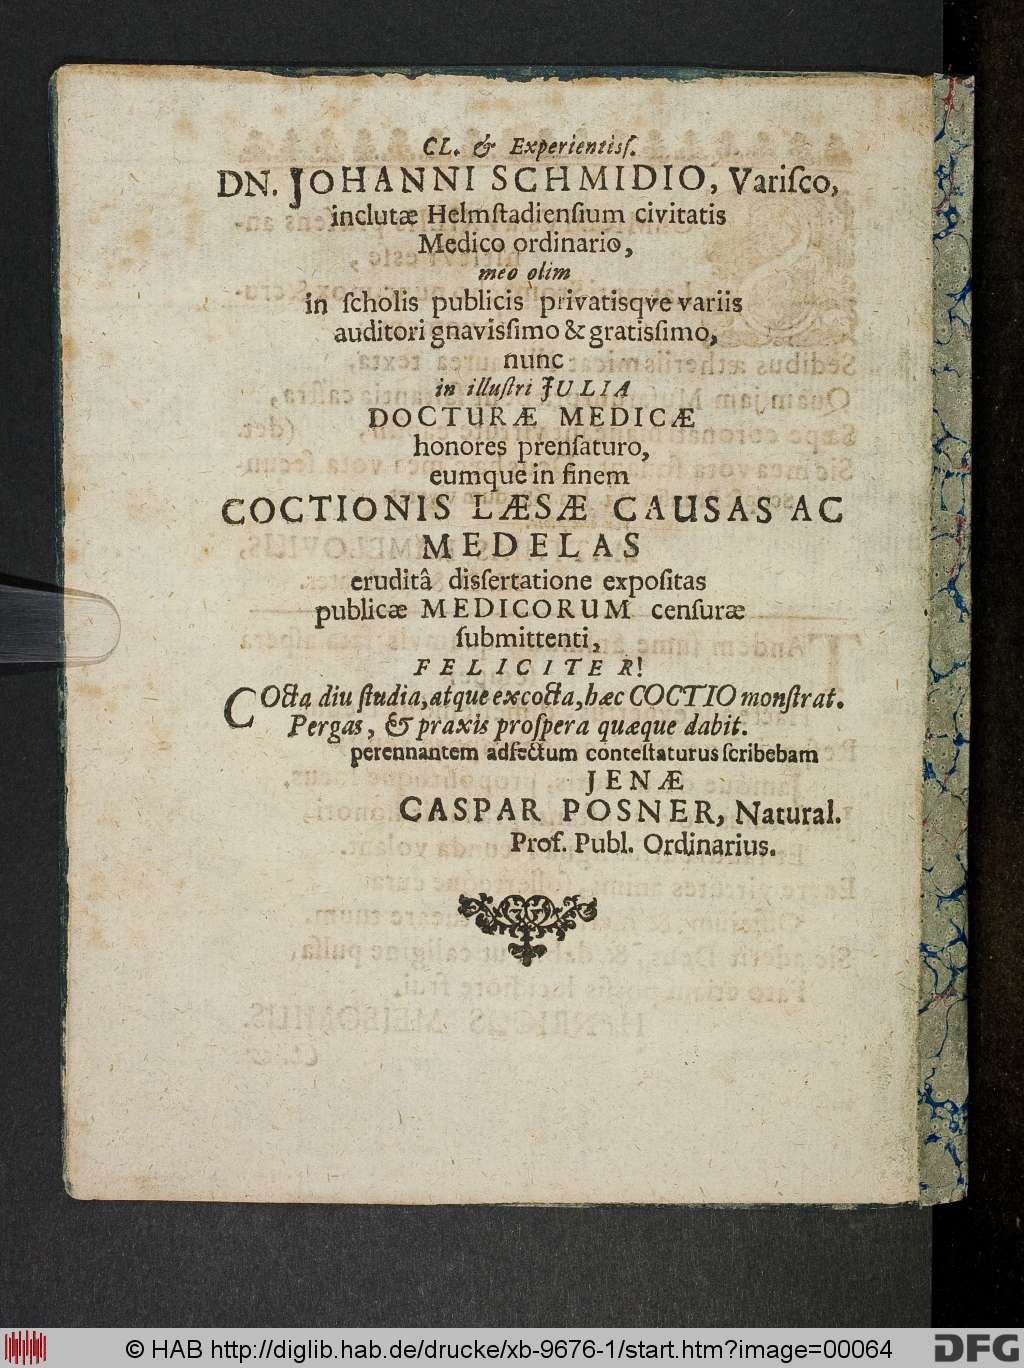 CL. & Experientisſ.
DN. JOHANNI SCHMIDIO, Variſco,
inclutæ Helmſtadienſium civitatis
Medico ordinario,
meo olim
in ſcholis publicis privatisqve variis
auditori gnavisſimo & gratisſimo,
nunc
in illuſtri JULIA
DOCTURÆ MEDICÆ
honores prenſaturo,
eumque in finem
COCTIONIS LÆSÆ CAUSAS AC
MEDELAS
eruditâ disſertatione expoſitas
publicæ MEDICORUM cenſuræ
ſubmittenti,
FELICITER!
COcta diu ſtudia, atque excocta, hæc COCTIO monſtrat.
Pergas, & praxis proſpera quæque dabit.
perennantem adfectum conteſtaturus ſcribebam
JENÆ
CASPAR POSNER, Natural.
Prof. Publ. Ordinarius.
© HAB http://diglib.hab.de/drucke/xb-9676-1/start.htm?image=00064
DFG